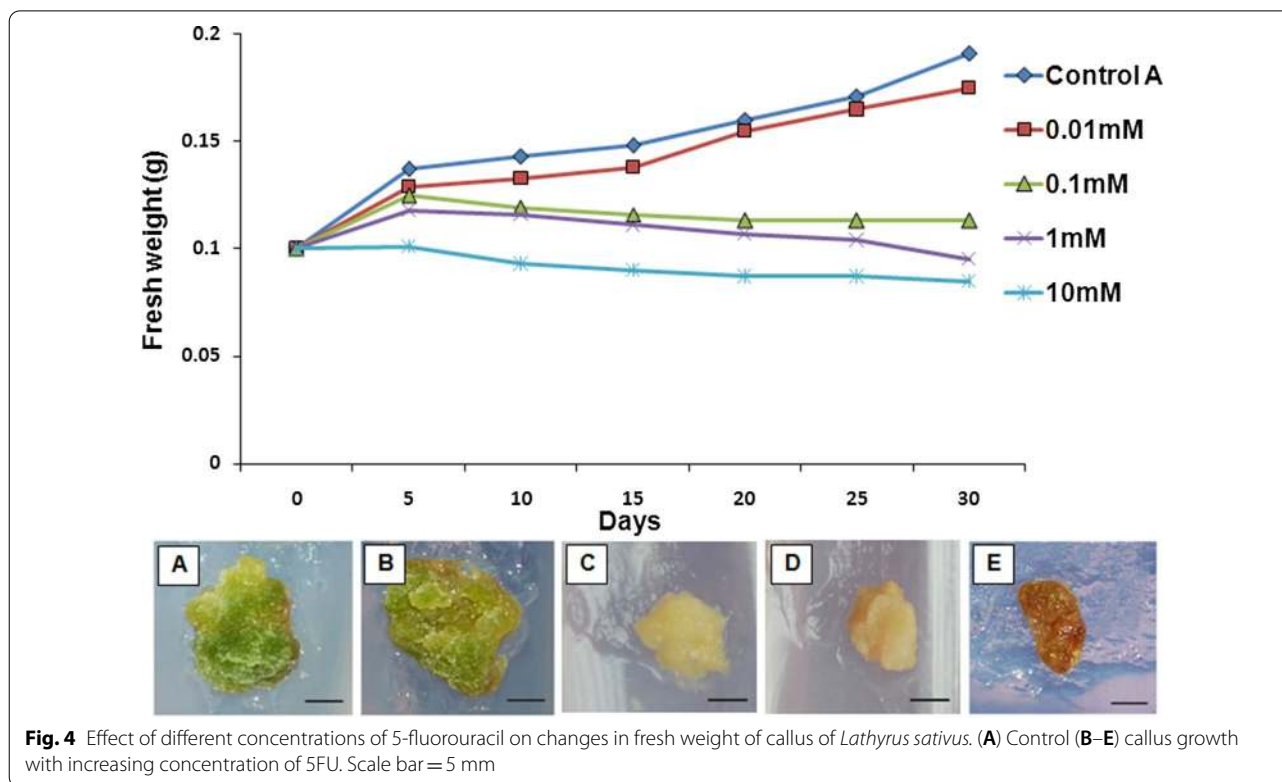 0.2
0.15
0.1
0.05
0
Fresh weight (g)
0 5 10 15 20 25 30
Days
Control A
0.01mM
0.1mM
1mM
10mM
A B C D E
Fig. 4 Effect of different concentrations of 5-fluorouracil on changes in fresh weight of callus of Lathyrus sativus. (A) Control (B–E) callus growth
with increasing concentration of 5FU. Scale bar = 5 mm